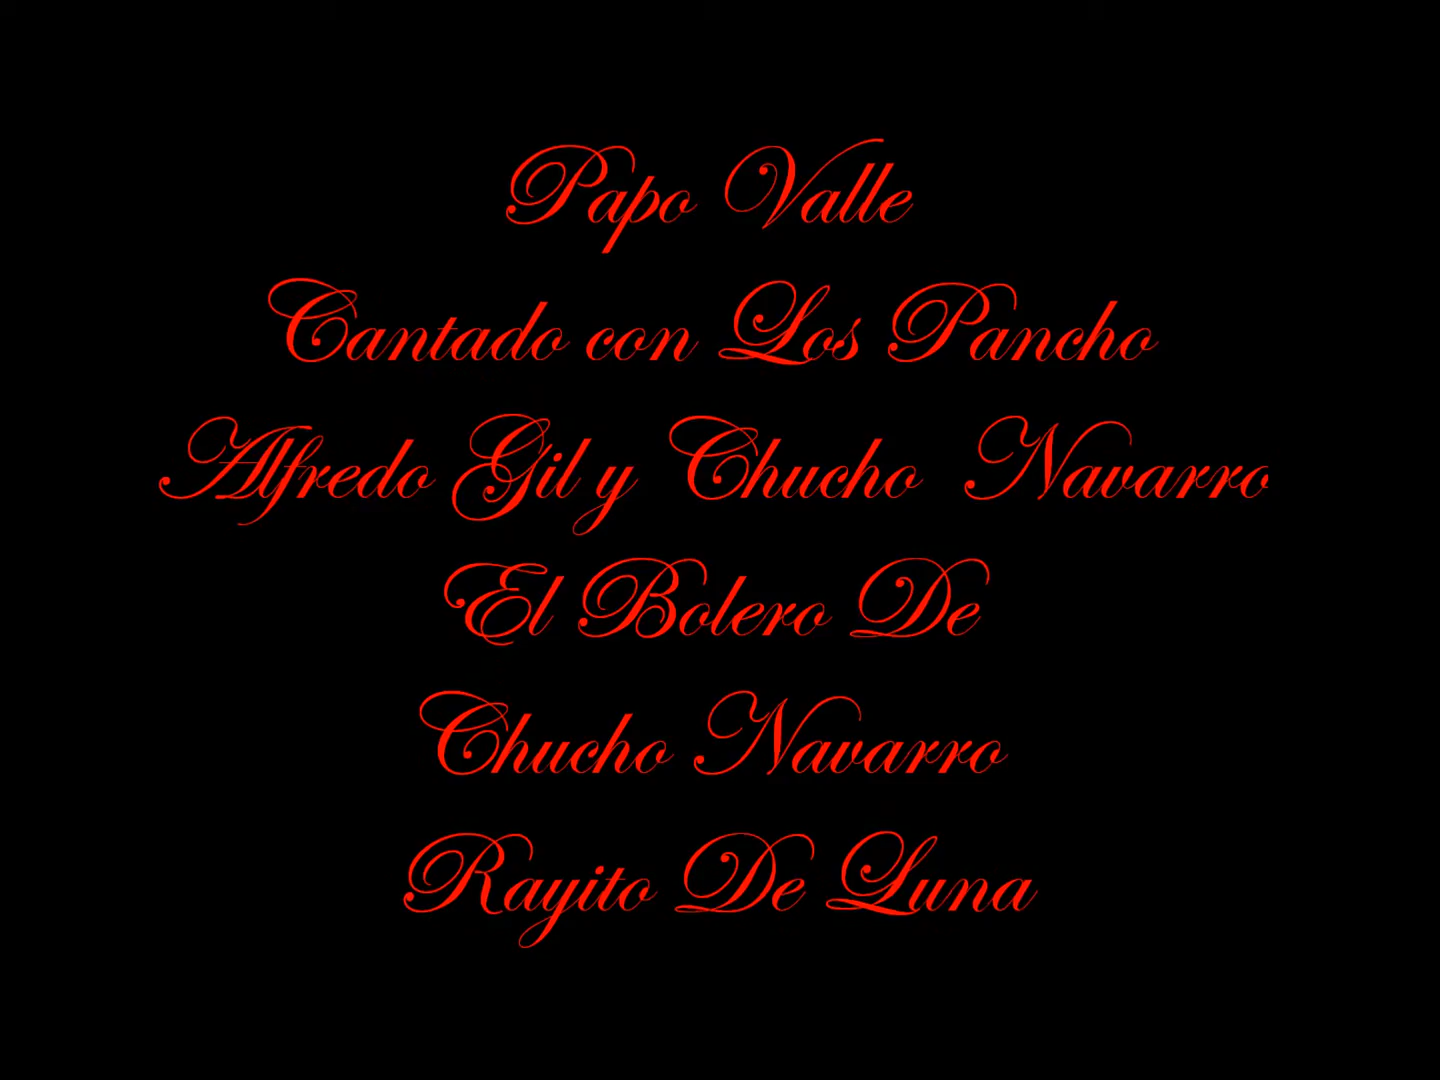 Papo Valle
Cantado con Los Pancho
Alfredo Gil y Chucho Navarro
El Bolero De
Chucho Navarro
Rayito De Luna